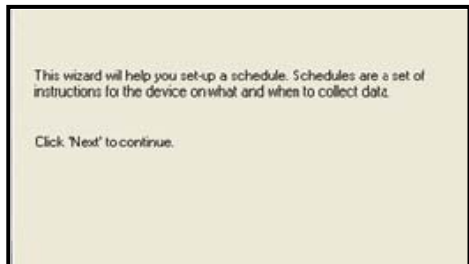 This wizard will help you set-up a schedule. Schedules are a set of
instructions for the device on what and when to collect data.
Click 'Next' to continue.